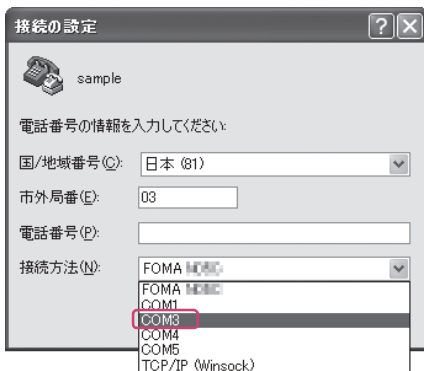 接続の設定
sample
電話番号の情報を入力してください:
国/地域番号(C): 日本 (81)
市外局番(E): 03
電話番号(P):
接続方法(N): FOMA
FOMA
COM1
COM3
COM4
COM5
TCP/IP (Winsock)